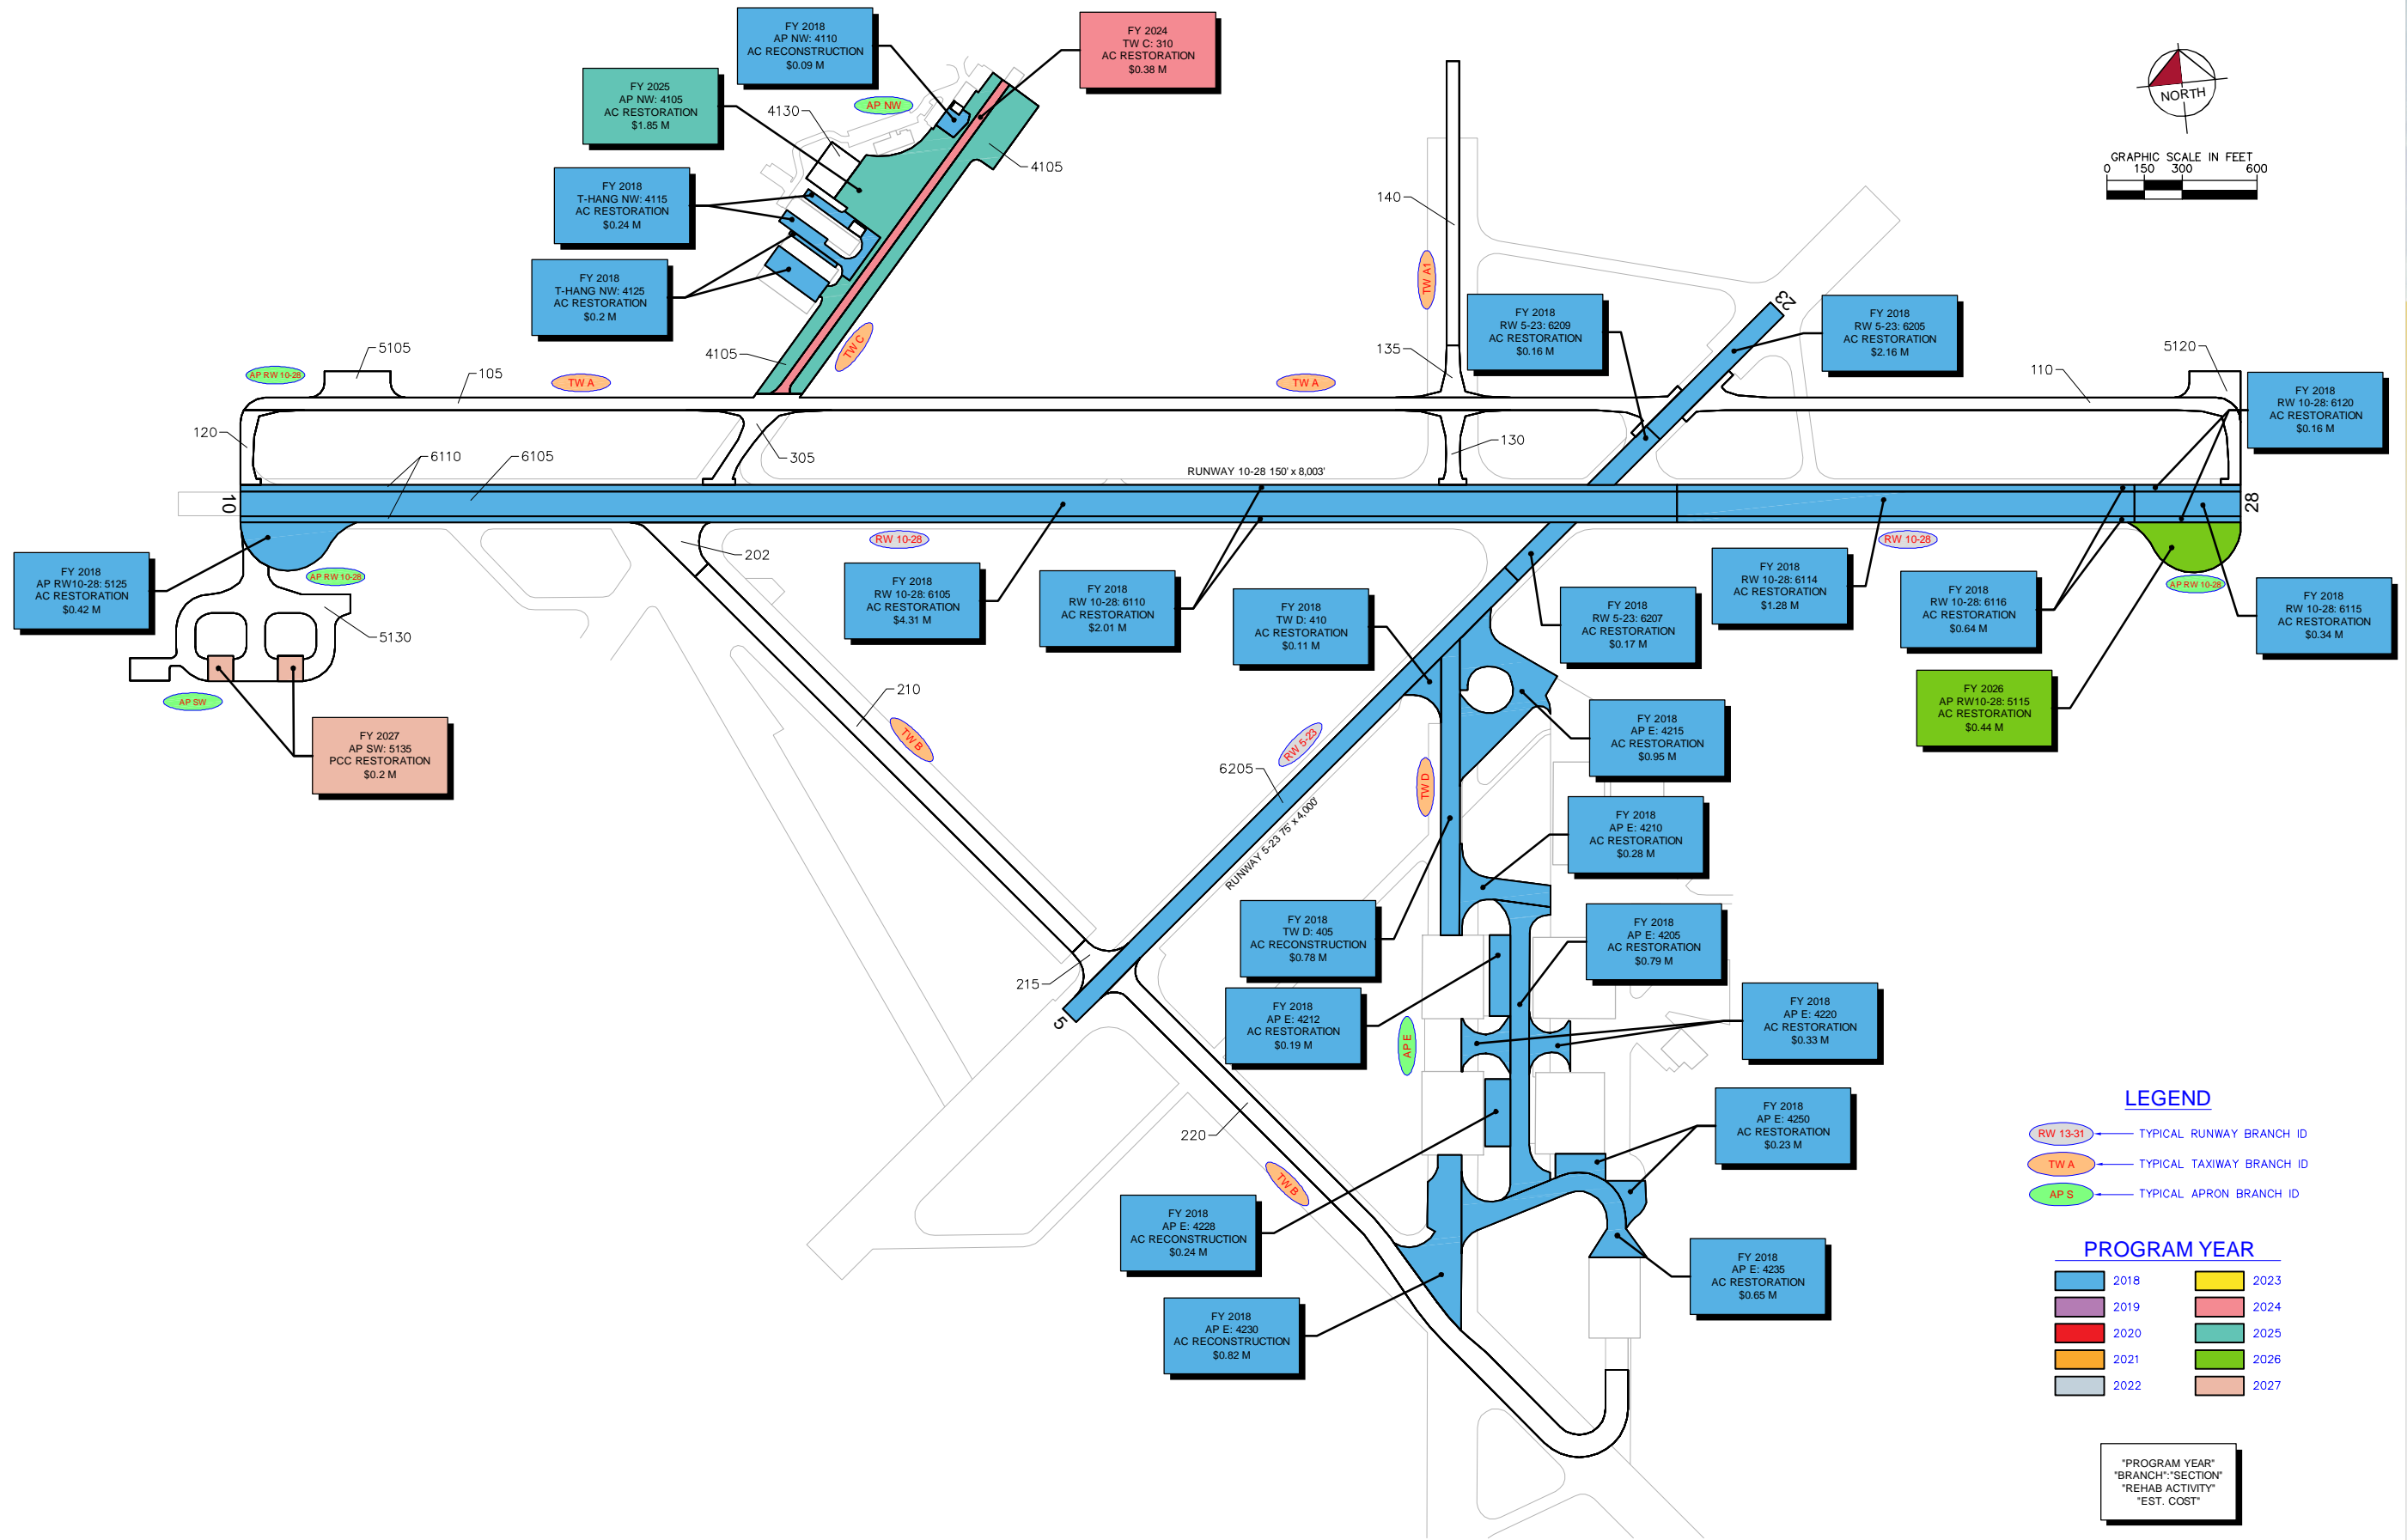 FY 2018
AP NW: 4110
AC RECONSTRUCTION
$0.09 M
FY 2024
TW C: 310
AC RESTORATION
$0.38 M
FY 2025
AP NW: 4105
AC RESTORATION
$1.85 M
4130
AP NW
4105
FY 2018
T-HANG NW: 4115
AC RESTORATION
$0.24 M
FY 2018
T-HANG NW: 4125
AC RESTORATION
$0.2 M
4105
TW C
NORTH
GRAPHIC SCALE IN FEET
0 150 300 600
140
TW A1
135
FY 2018
RW 5-23: 6209
AC RESTORATION
$0.16 M
23
FY 2018
RW 5-23: 6205
AC RESTORATION
$2.16 M
5120
110
FY 2018
RW 10-28: 6120
AC RESTORATION
$0.16 M
5105
AP RW 10-28
105
TW A
TW A
120
6110
6105
305
130
RUNWAY 10-28 150' x 8,003'
10
28
202
RW 10-28
RW 10-28
FY 2018
AP RW10-28: 5125
AC RESTORATION
$0.42 M
AP RW 10-28
5130
AP SW
FY 2027
AP SW: 5135
PCC RESTORATION
$0.2 M
FY 2018
RW 10-28: 6105
AC RESTORATION
$4.31 M
FY 2018
RW 10-28: 6110
AC RESTORATION
$2.01 M
FY 2018
TW D: 410
AC RESTORATION
$0.11 M
FY 2018
RW 5-23: 6207
AC RESTORATION
$0.17 M
FY 2018
RW 10-28: 6114
AC RESTORATION
$1.28 M
FY 2018
RW 10-28: 6116
AC RESTORATION
$0.64 M
AP RW 10-28
FY 2018
RW 10-28: 6115
AC RESTORATION
$0.34 M
FY 2026
AP RW10-28: 5115
AC RESTORATION
$0.44 M
210
TW B
RW 5-23
6205
RUNWAY 5-23 75' x 4,000'
TW D
FY 2018
AP E: 4215
AC RESTORATION
$0.95 M
FY 2018
AP E: 4210
AC RESTORATION
$0.28 M
FY 2018
TW D: 405
AC RECONSTRUCTION
$0.78 M
FY 2018
AP E: 4205
AC RESTORATION
$0.79 M
215
5
FY 2018
AP E: 4212
AC RESTORATION
$0.19 M
AP E
FY 2018
AP E: 4220
AC RESTORATION
$0.33 M
220
TW B
FY 2018
AP E: 4250
AC RESTORATION
$0.23 M
FY 2018
AP E: 4228
AC RECONSTRUCTION
$0.24 M
FY 2018
AP E: 4235
AC RESTORATION
$0.65 M
FY 2018
AP E: 4230
AC RECONSTRUCTION
$0.82 M
LEGEND
RW 13-31 TYPICAL RUNWAY BRANCH ID
TW A TYPICAL TAXIWAY BRANCH ID
AP S TYPICAL APRON BRANCH ID
PROGRAM YEAR
2018 2023
2019 2024
2020 2025
2021 2026
2022 2027
"PROGRAM YEAR"
"BRANCH":"SECTION"
"REHAB ACTIVITY"
"EST. COST"